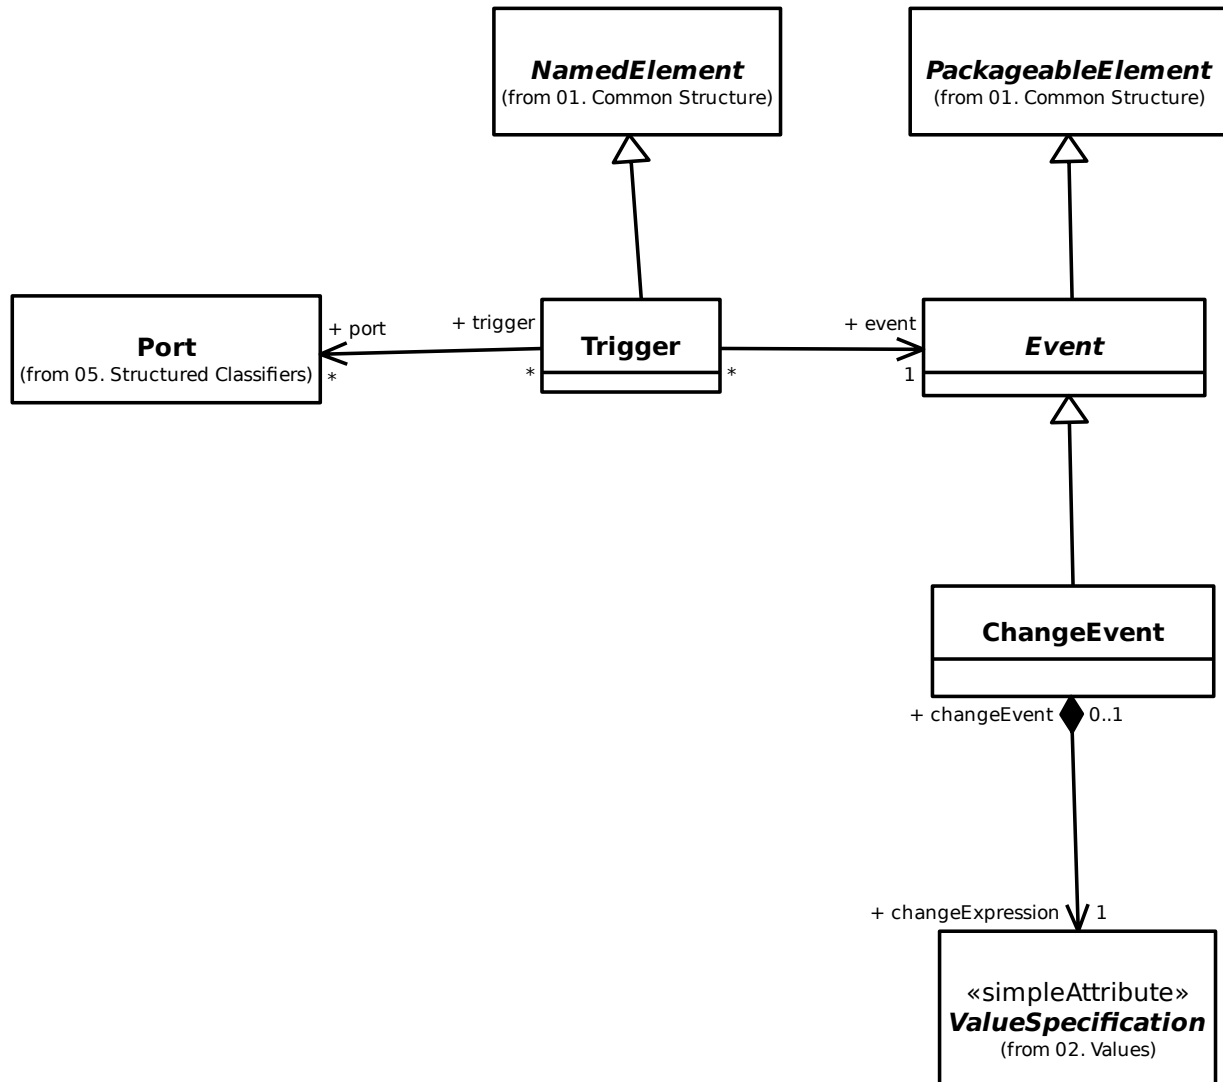 NamedElement
(from 01. Common Structure)
PackageableElement
(from 01. Common Structure)
Port
(from 05. Structured Classifiers)
+ port
*
+ trigger
*
Trigger
*
+ event
1
Event
ChangeEvent
+ changeEvent
0..1
+ changeExpression
1
«simpleAttribute»
ValueSpecification
(from 02. Values)